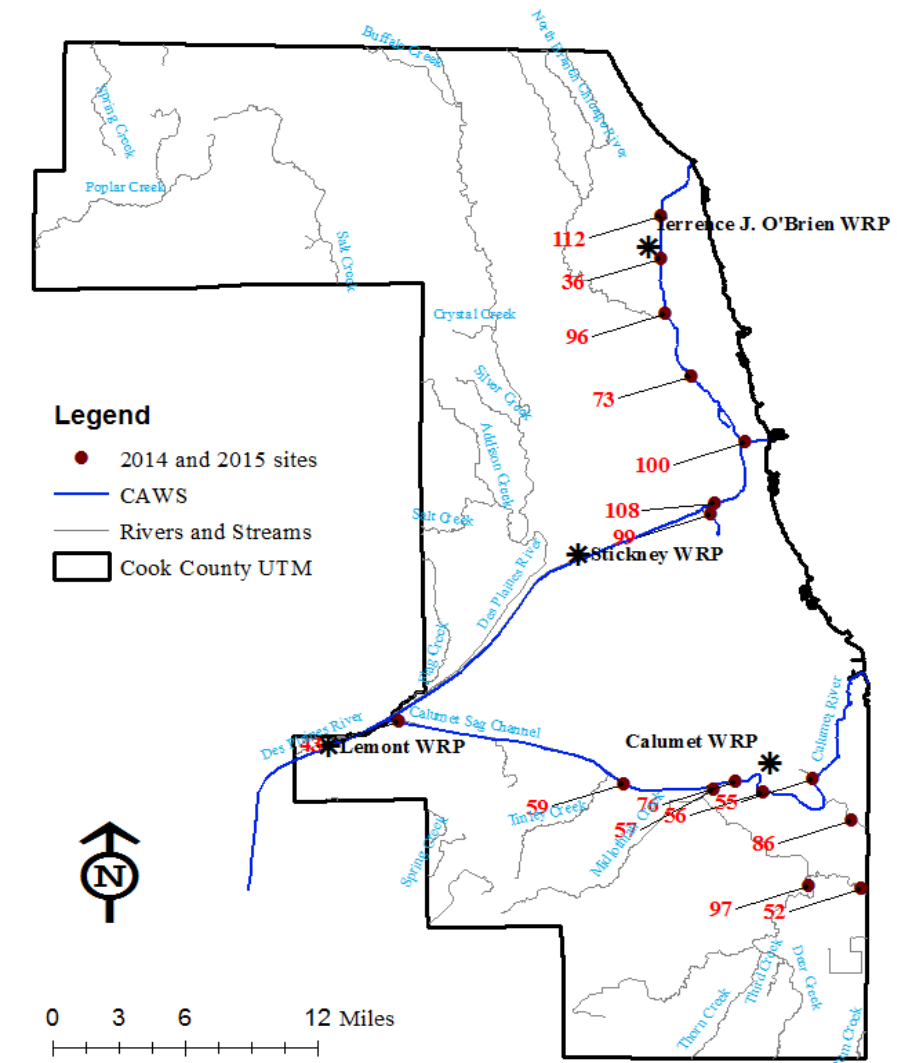 Buffalo Creek
North Branch Chicago River
Spring Creek
Poplar Creek
Salt Creek
Terrence J. O'Brien WRP
112
36
96
Crystal Creek
Silver Creek
73
Legend
2014 and 2015 sites
CAWS
Rivers and Streams
Cook County UTM
Addison Creek
100
108
Salt Creek
99
Stickney WRP
Des Plaines River
Flag Creek
Calumet River
Calumet Sag Channel
Des Plaines River
43
Lemont WRP
Calumet WRP
59
76
55
56
57
Tinley Creek
Midlothian Creek
Spring Creek
86
97
52
N
Third Creek
Deer Creek
Thorn Creek
0 3 6 12 Miles